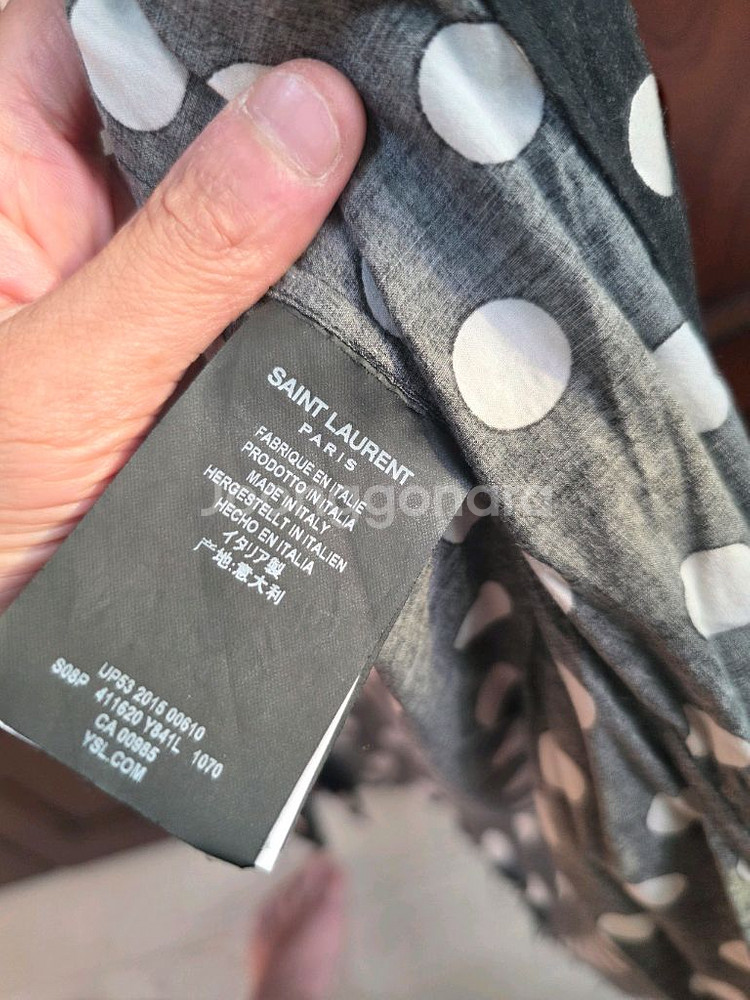 SAINT LAURENT
PARIS
FABRIQUE EN ITALIE
PRODOTTO IN ITALIA
MADE IN ITALY
HERGESTELLT IN ITALIEN
HECHO EN ITALIA
イタリア製
产地:意大利
UP53 2015 00610
S08P 411620 Y841L 1070
CA 00985
YSL.COM
Joonggonara